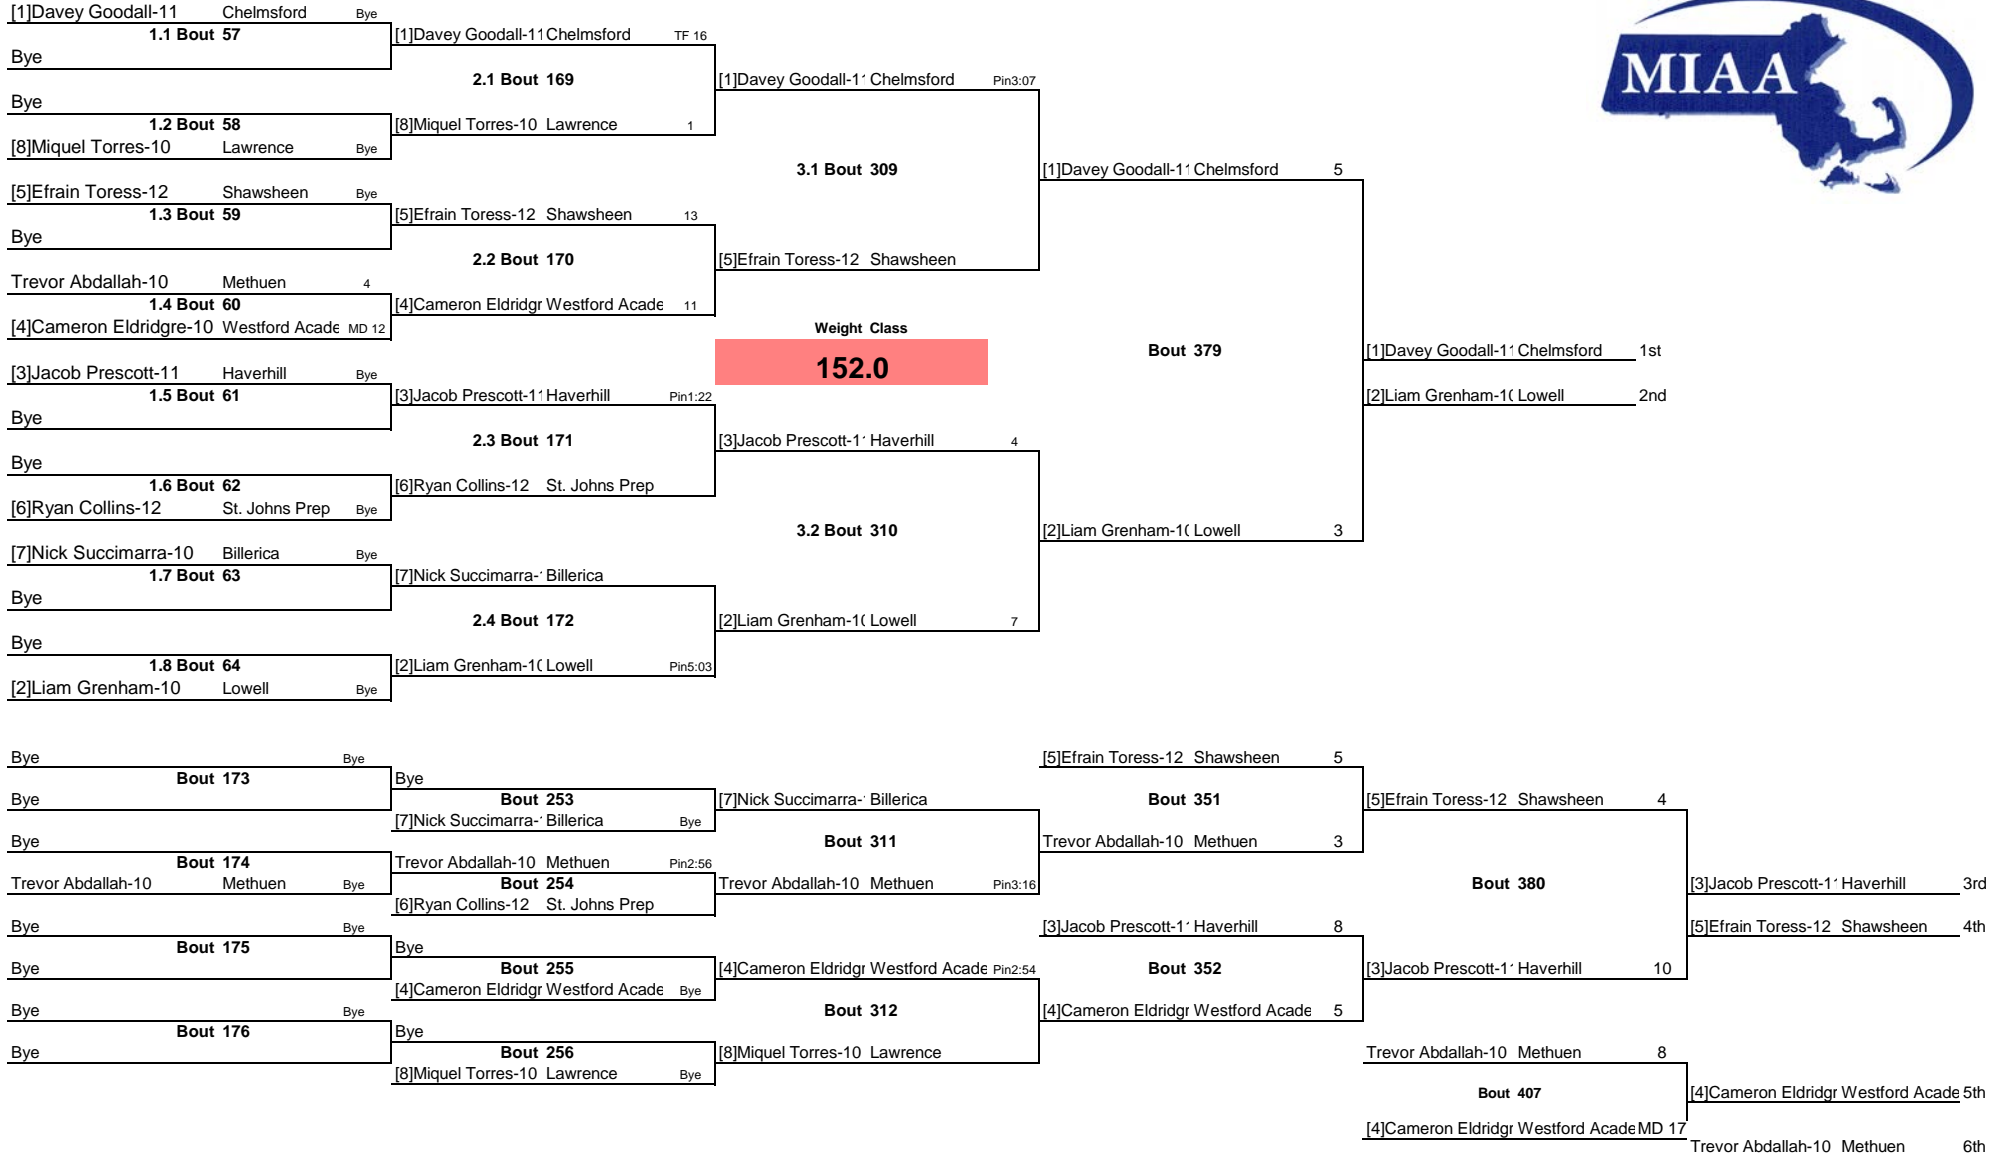 [1]Davey Goodall-11 Chelmsford Bye
1.1 Bout 57
Bye
Bye
1.2 Bout 58
[8]Miquel Torres-10 Lawrence Bye
[5]Efrain Toress-12 Shawsheen Bye
1.3 Bout 59
Bye
Trevor Abdallah-10 Methuen 4
1.4 Bout 60
[4]Cameron Eldridgre-10 Westford Acade MD 12
[3]Jacob Prescott-11 Haverhill Bye
1.5 Bout 61
Bye
Bye
1.6 Bout 62
[6]Ryan Collins-12 St. Johns Prep Bye
[7]Nick Succimarra-10 Billerica Bye
1.7 Bout 63
Bye
Bye
1.8 Bout 64
[2]Liam Grenham-10 Lowell Bye
[1]Davey Goodall-11 Chelmsford TF 16
2.1 Bout 169
[8]Miquel Torres-10 Lawrence 1
[5]Efrain Toress-12 Shawsheen 13
2.2 Bout 170
[4]Cameron Eldridgr Westford Acade 11
[3]Jacob Prescott-11 Haverhill Pin1:22
2.3 Bout 171
[6]Ryan Collins-12 St. Johns Prep
[7]Nick Succimarra- Billerica
2.4 Bout 172
[2]Liam Grenham-10 Lowell Pin5:03
[1]Davey Goodall-1 Chelmsford Pin3:07
3.1 Bout 309
[5]Efrain Toress-12 Shawsheen
Weight Class
152.0
[3]Jacob Prescott-1 Haverhill 4
3.2 Bout 310
[2]Liam Grenham-1( Lowell 7
[1]Davey Goodall-11 Chelmsford 5
Bout 379
[2]Liam Grenham-1( Lowell 3
[1]Davey Goodall-11 Chelmsford 1st
[2]Liam Grenham-1( Lowell 2nd
MIAA
Bye Bye
Bout 173
Bye
Bye
Bout 174
Trevor Abdallah-10 Methuen Bye
Bye Bye
Bout 175
Bye
Bye Bye
Bout 176
Bye
Bye
Bout 253
[7]Nick Succimarra- Billerica Bye
Trevor Abdallah-10 Methuen Pin2:56
Bout 254
[6]Ryan Collins-12 St. Johns Prep
Bye
Bout 255
[4]Cameron Eldridgr Westford Acade Bye
Bye
Bout 256
[8]Miquel Torres-10 Lawrence Bye
[7]Nick Succimarra- Billerica
Bout 311
Trevor Abdallah-10 Methuen Pin3:16
[4]Cameron Eldridgr Westford Acade Pin2:54
Bout 312
[8]Miquel Torres-10 Lawrence
[5]Efrain Toress-12 Shawsheen 5
Bout 351
Trevor Abdallah-10 Methuen 3
[3]Jacob Prescott-1 Haverhill 8
Bout 352
[4]Cameron Eldridgr Westford Acade 5
[5]Efrain Toress-12 Shawsheen 4
Bout 380
[3]Jacob Prescott-1 Haverhill 10
[3]Jacob Prescott-1 Haverhill 3rd
[5]Efrain Toress-12 Shawsheen 4th
Trevor Abdallah-10 Methuen 8
Bout 407
[4]Cameron Eldridgr Westford Acade MD 17
[4]Cameron Eldridgr Westford Acade 5th
Trevor Abdallah-10 Methuen 6th